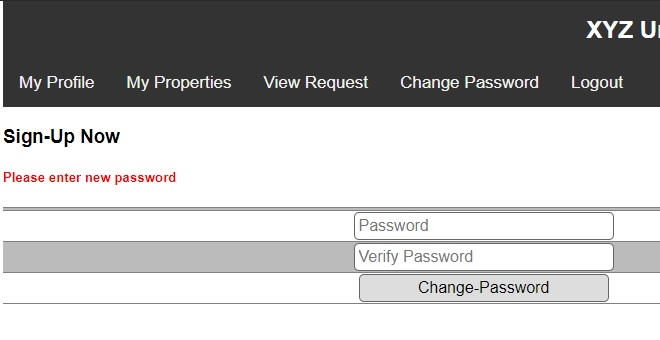 XYZ
My Profile My Properties View Request Change Password Logout
Sign-Up Now
Please enter new password
Password
Verify Password
Change-Password